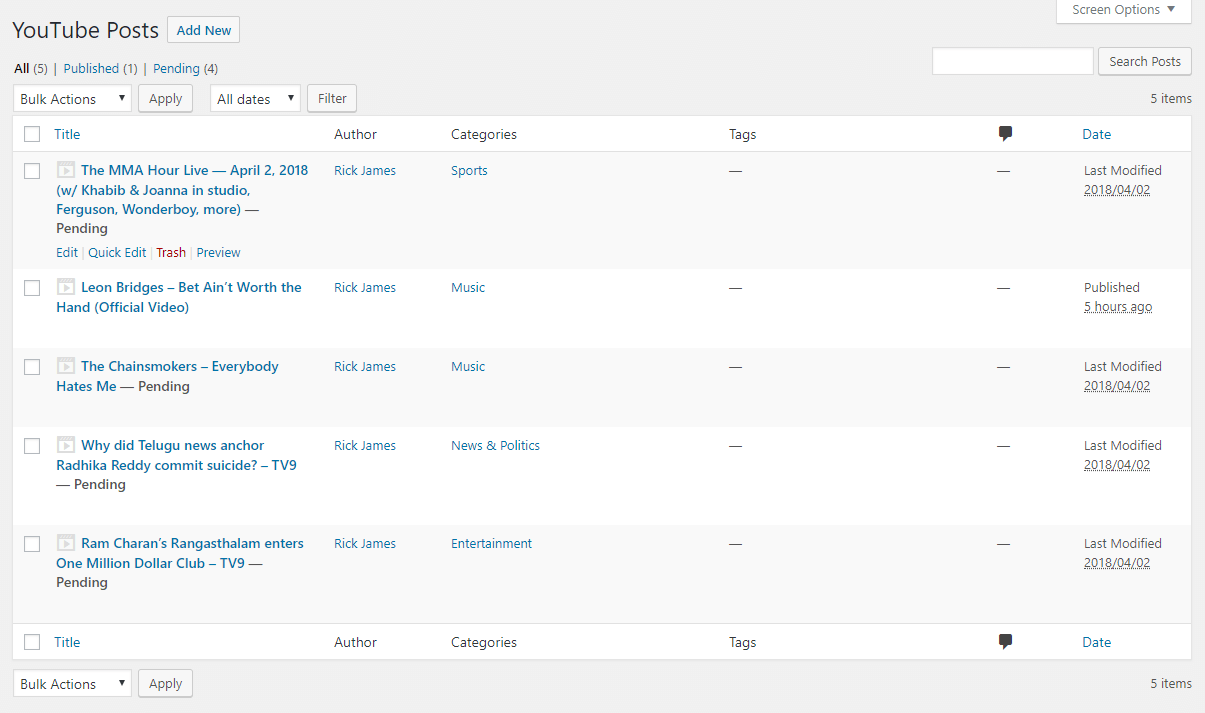 Screen Options ▼
YouTube Posts Add New
All (5) | Published (1) | Pending (4)
Search Posts
Bulk Actions ▼ Apply All dates ▼ Filter 5 items
Title Author Categories Tags Date
The MMA Hour Live — April 2, 2018 Rick James Sports — — Last Modified
(w/ Khabib & Joanna in studio, 2018/04/02
Ferguson, Wonderboy, more) —
Pending
Edit | Quick Edit | Trash | Preview
Leon Bridges – Bet Ain’t Worth the Rick James Music — — Published
Hand (Official Video) 5 hours ago
The Chainsmokers – Everybody Rick James Music — — Last Modified
Hates Me — Pending 2018/04/02
Why did Telugu news anchor Rick James News & Politics — — Last Modified
Radhika Reddy commit suicide? – TV9 2018/04/02
— Pending
Ram Charan’s Rangasthalam enters Rick James Entertainment — — Last Modified
One Million Dollar Club – TV9 — 2018/04/02
Pending
Title Author Categories Tags Date
Bulk Actions ▼ Apply 5 items